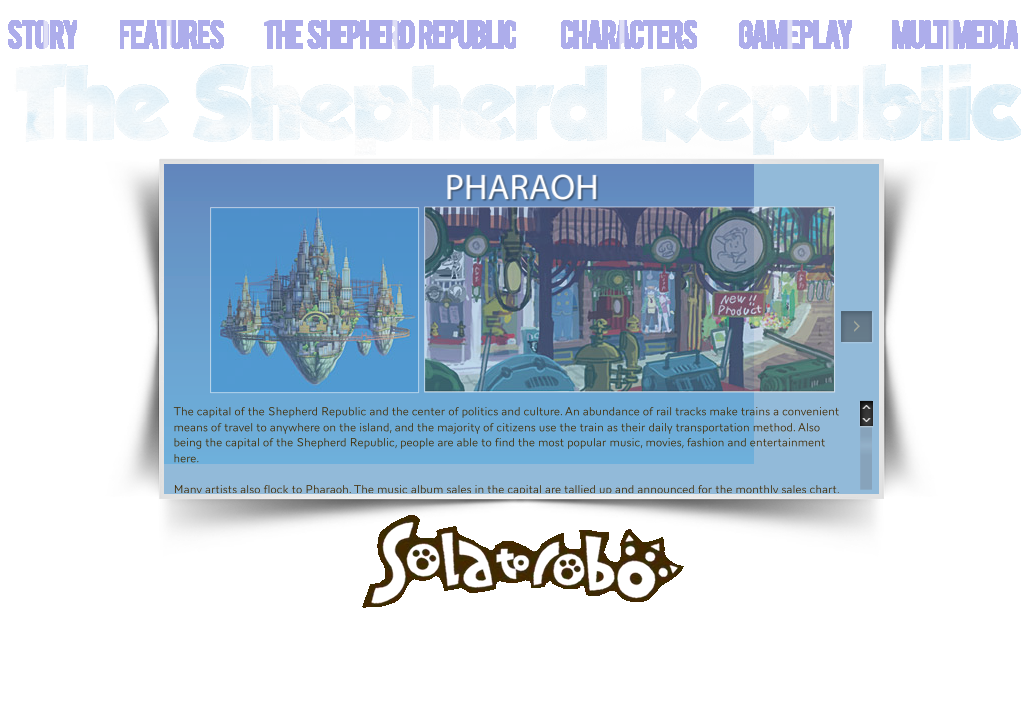 STORY FEATURES THE SHEPHERD REPUBLIC CHARACTERS GAMEPLAY MULTIMEDIA
The Shepherd Republic
PHARAOH
New!!
Product
The capital of the Shepherd Republic and the center of politics and culture. An abundance of rail tracks make trains a convenient
means of travel to anywhere on the island, and the majority of citizens use the train as their daily transportation method. Also
being the capital of the Shepherd Republic, people are able to find the most popular music, movies, fashion and entertainment
here.
Many artists also flock to Pharaoh. The music album sales in the capital are tallied up and announced for the monthly sales chart.
Solatorobo